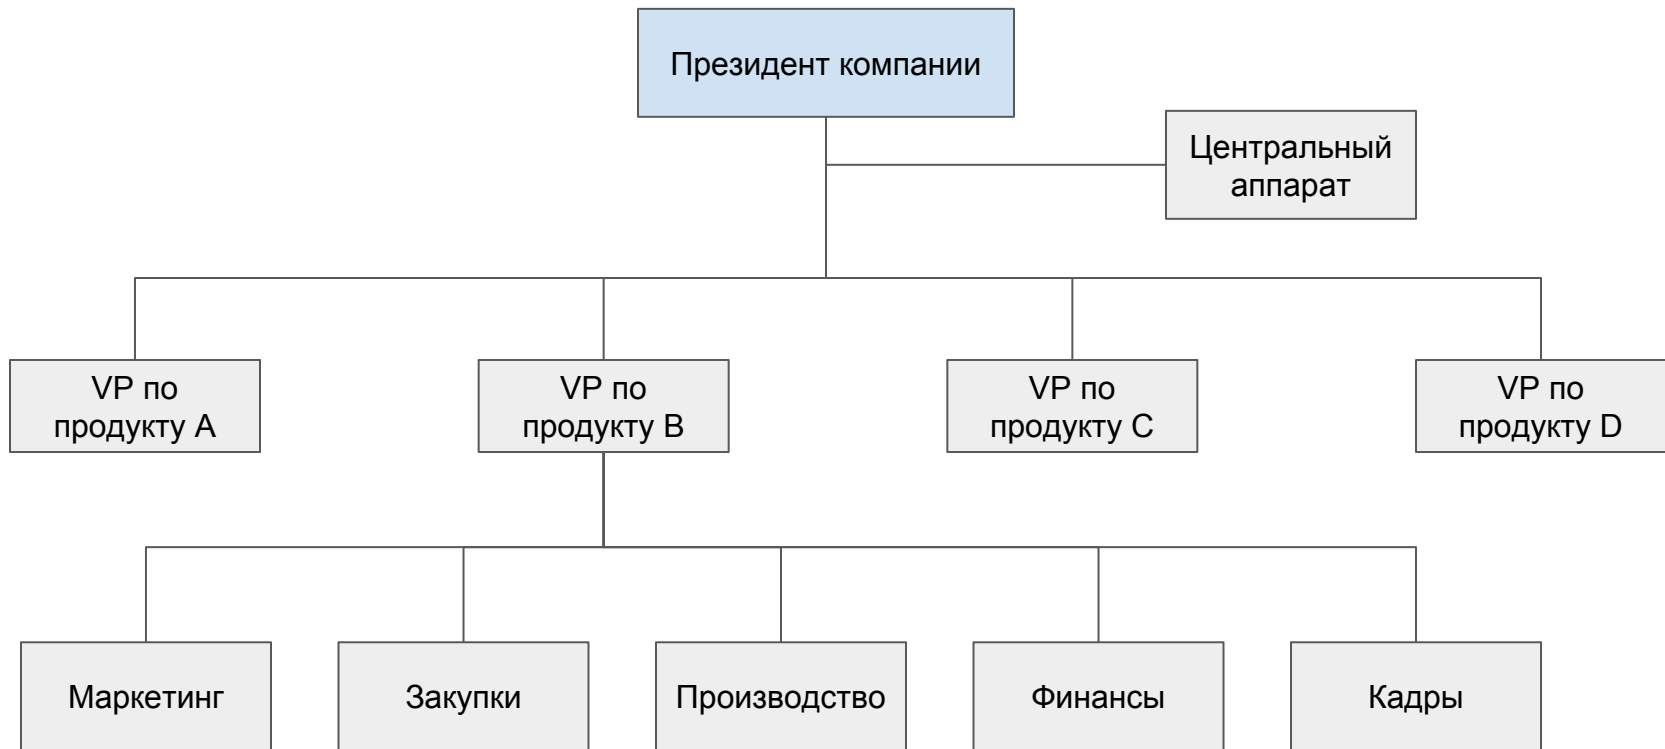 Президент компании
Центральный
аппарат
VP по
продукту A
VP по
продукту B
VP по
продукту C
VP по
продукту D
Маркетинг
Закупки
Производство
Финансы
Кадры